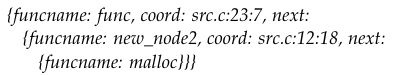 {funcname: func, coord: src.c:23:7, next:
{funcname: new_node2, coord: src.c:12:18, next:
{funcname: malloc}}}